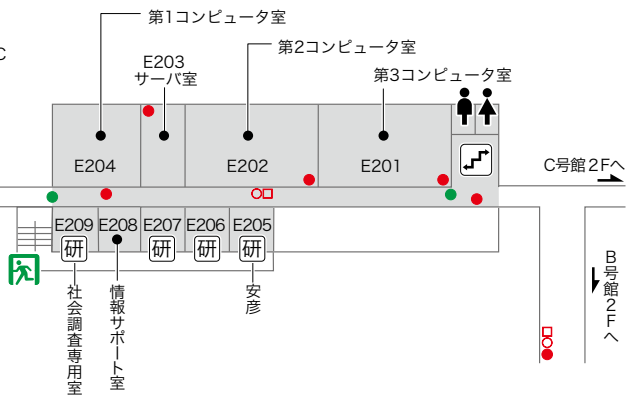 第1コンピュータ室
C
第2コンピュータ室
E203
サーバ室
第3コンピュータ室
E204
E202
E201
C号館2Fへ
E209
E208
E207
E206
E205
研
研
研
研
社会調査専用室
情報サポート室
安彦
B号館2Fへ